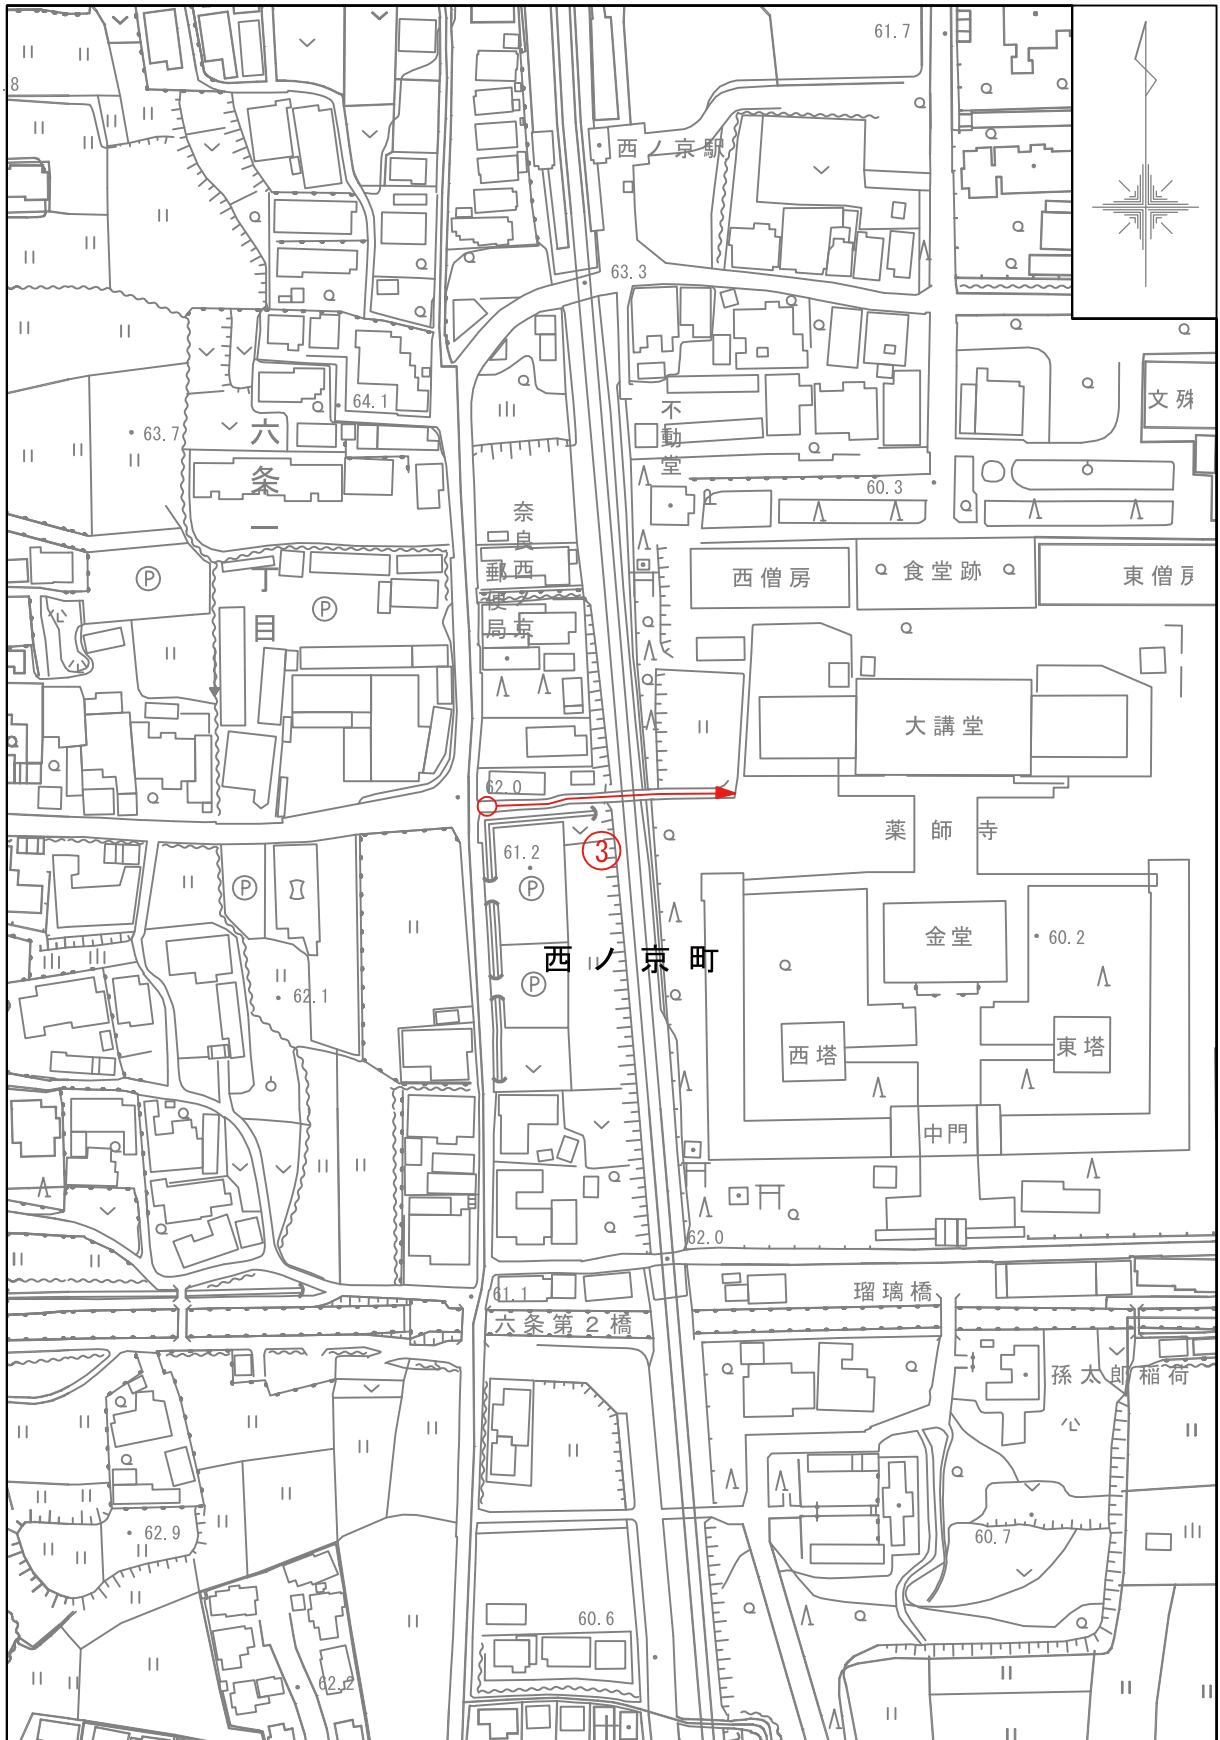 61.7
.8
西ノ京駅
63.3
文殊
不動堂
64.1
63.7
六条一丁目
60.3
奈良西ノ京
郵便局
西僧房
食堂跡
東僧房
P
P
大講堂
62.0
61.2
3
薬師寺
P
P
金堂
60.2
西ノ京町
P
62.1
西塔
東塔
中門
62.0
瑠璃橋
61.1
六条第2橋
孫太郎稲荷
62.9
60.7
60.6
62.2